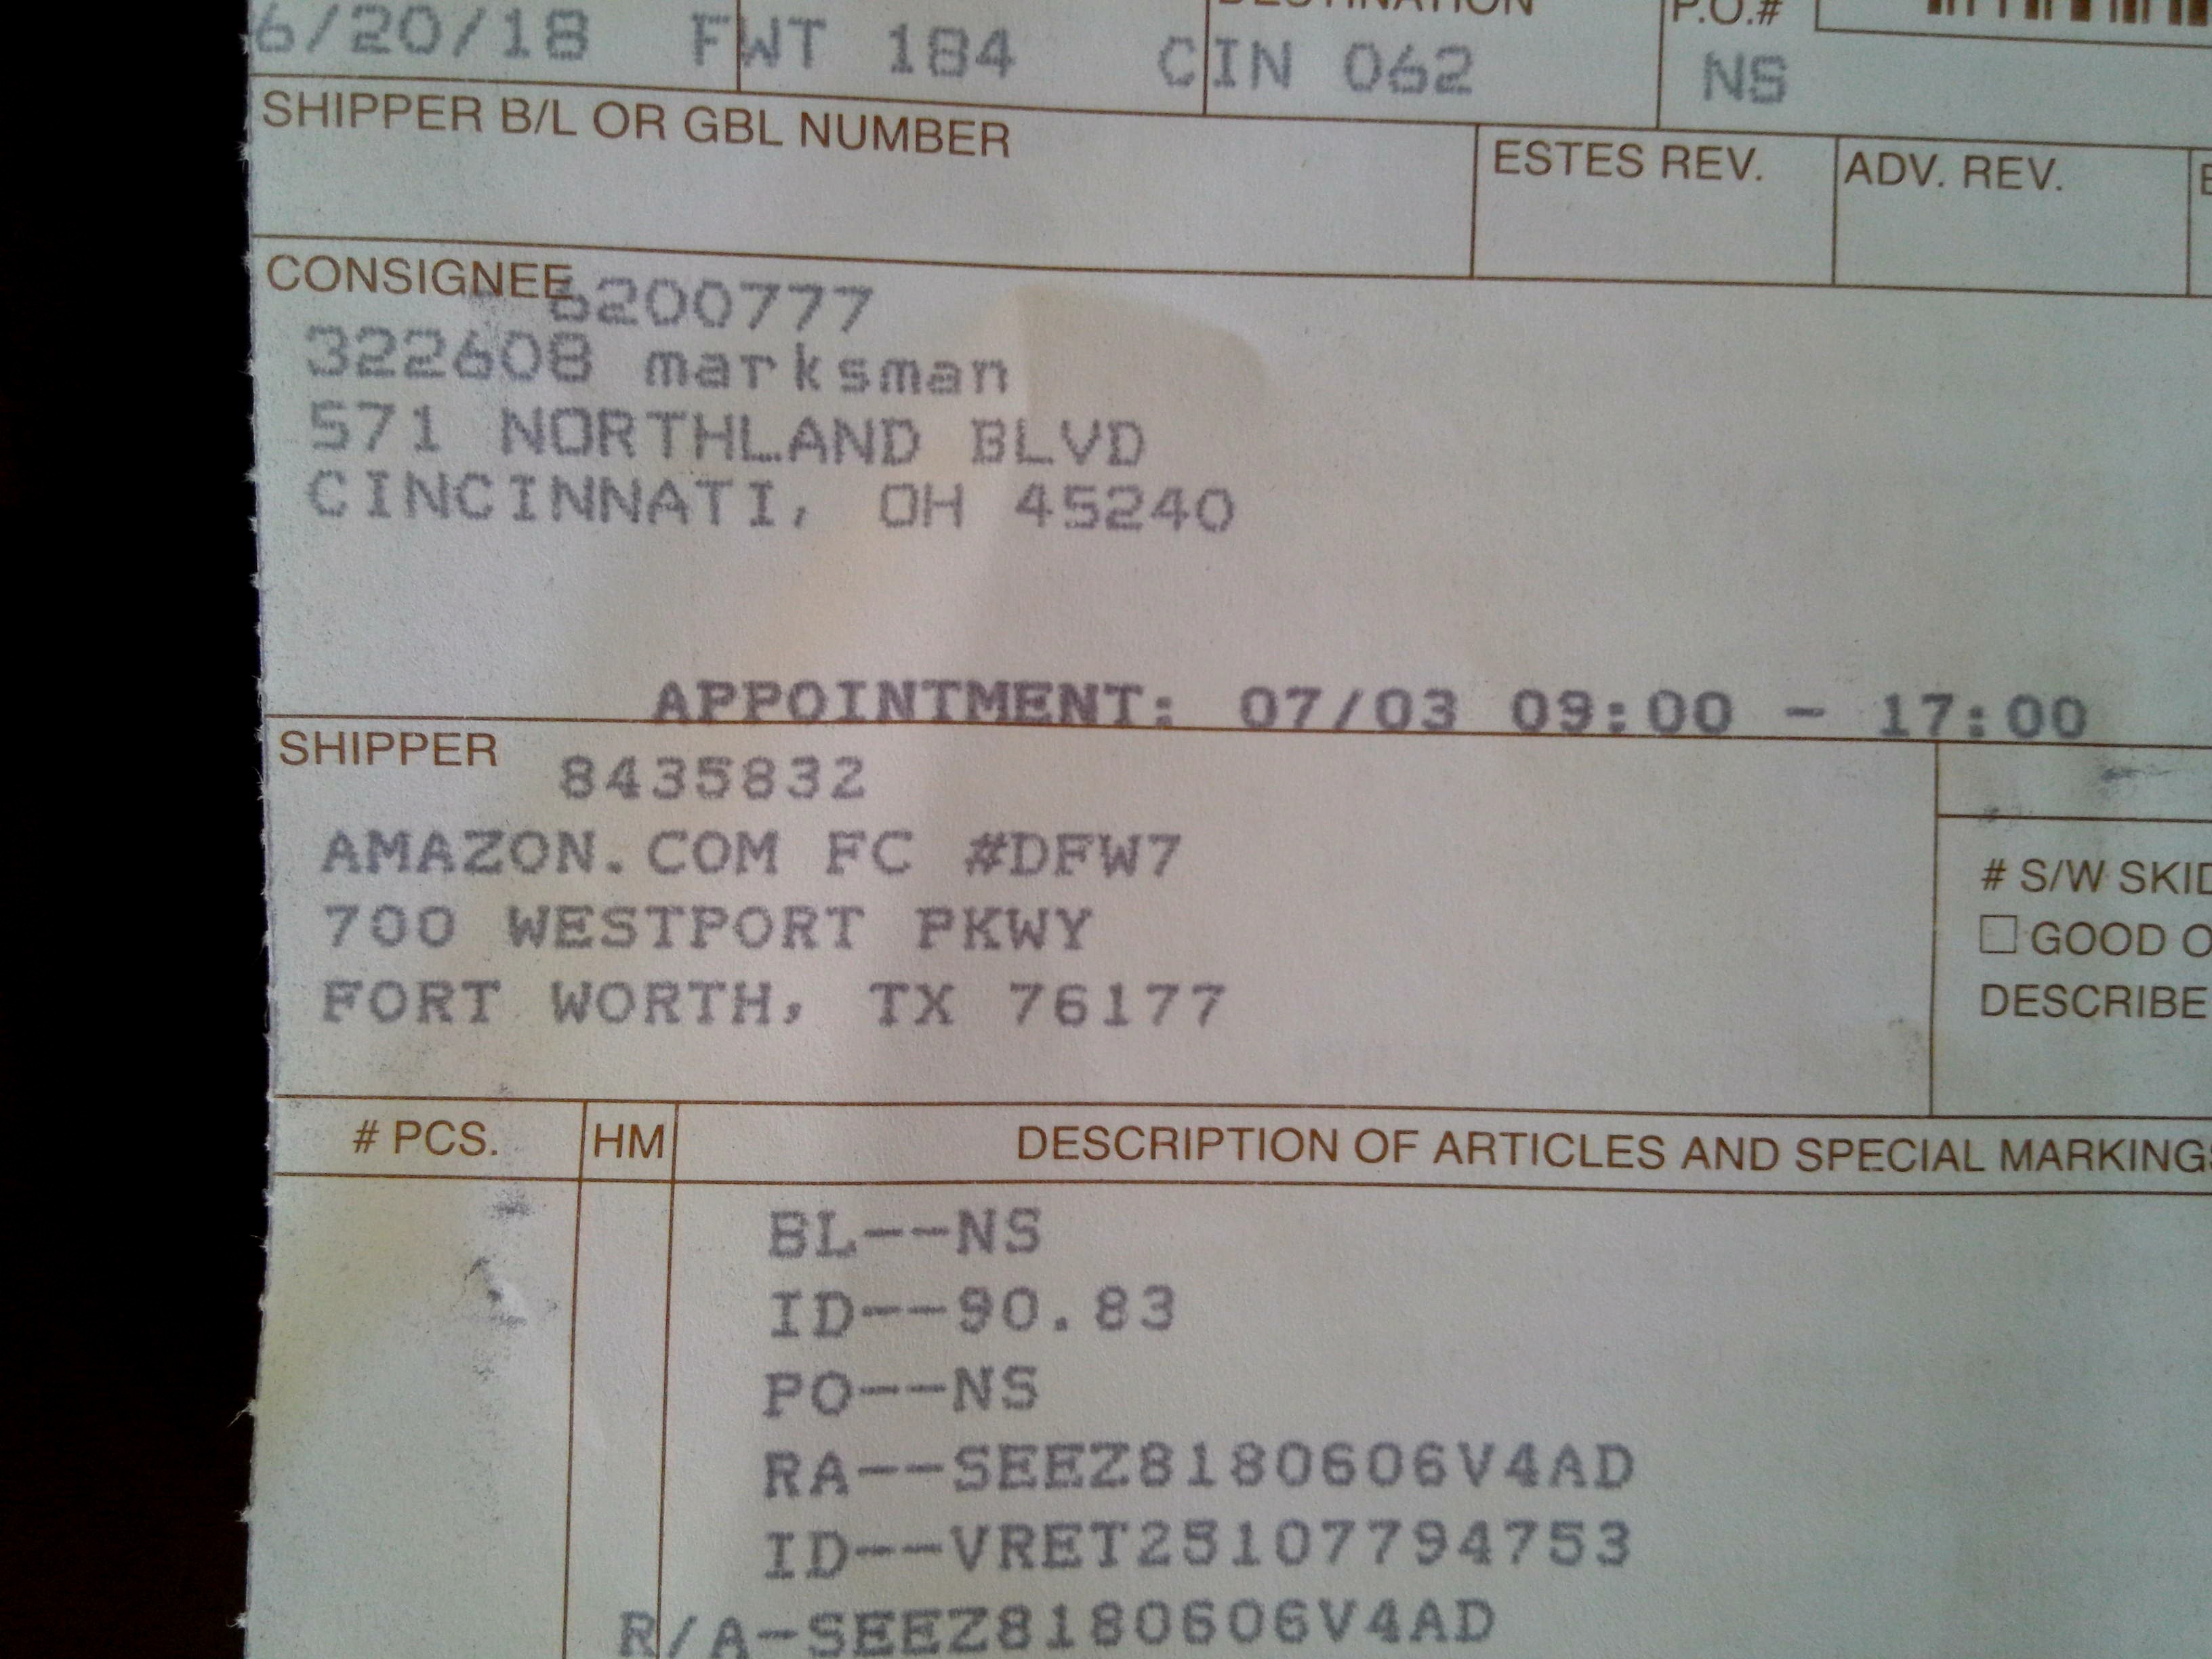 DESTINATION P.O.#
6/20/18 FWT 184 CIN 062 NS
SHIPPER B/L OR GBL NUMBER ESTES REV. ADV. REV.
CONSIGNEE 6200777
322608 marksman
571 NORTHLAND BLVD
CINCINNATI, OH 45240
APPOINTMENT: 07/03 09:00 - 17:00
SHIPPER 8435832
AMAZON.COM FC #DFW7
700 WESTPORT PKWY
FORT WORTH, TX 76177
# S/W SKID
GOOD O
DESCRIBE
# PCS. HM DESCRIPTION OF ARTICLES AND SPECIAL MARKINGS
BL--NS
ID--90.83
PO--NS
RA--SEEZ8180606V4AD
ID--VRET25107794753
R/A-SEEZ8180606V4AD